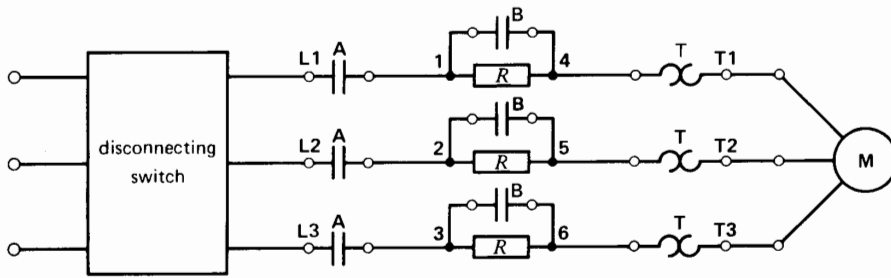 B
L1 A 1 R 4 T T1
disconnecting
switch
B
L2 A 2 R 5 T T2 M
B
L3 A 3 R 6 T T3